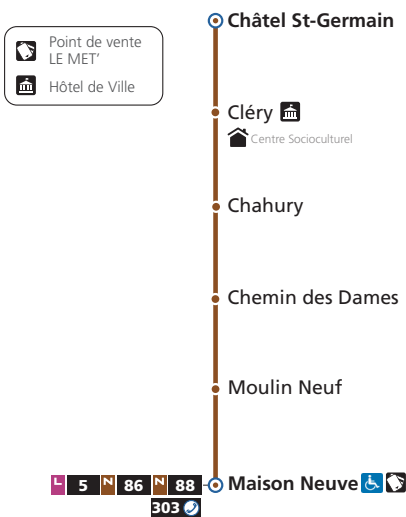 Châtel St-Germain
Point de vente
LE MET'
Hôtel de Ville
Cléry
Centre Socioculturel
Chahury
Chemin des Dames
Moulin Neuf
L 5 N 86 N 88 Maison Neuve
303